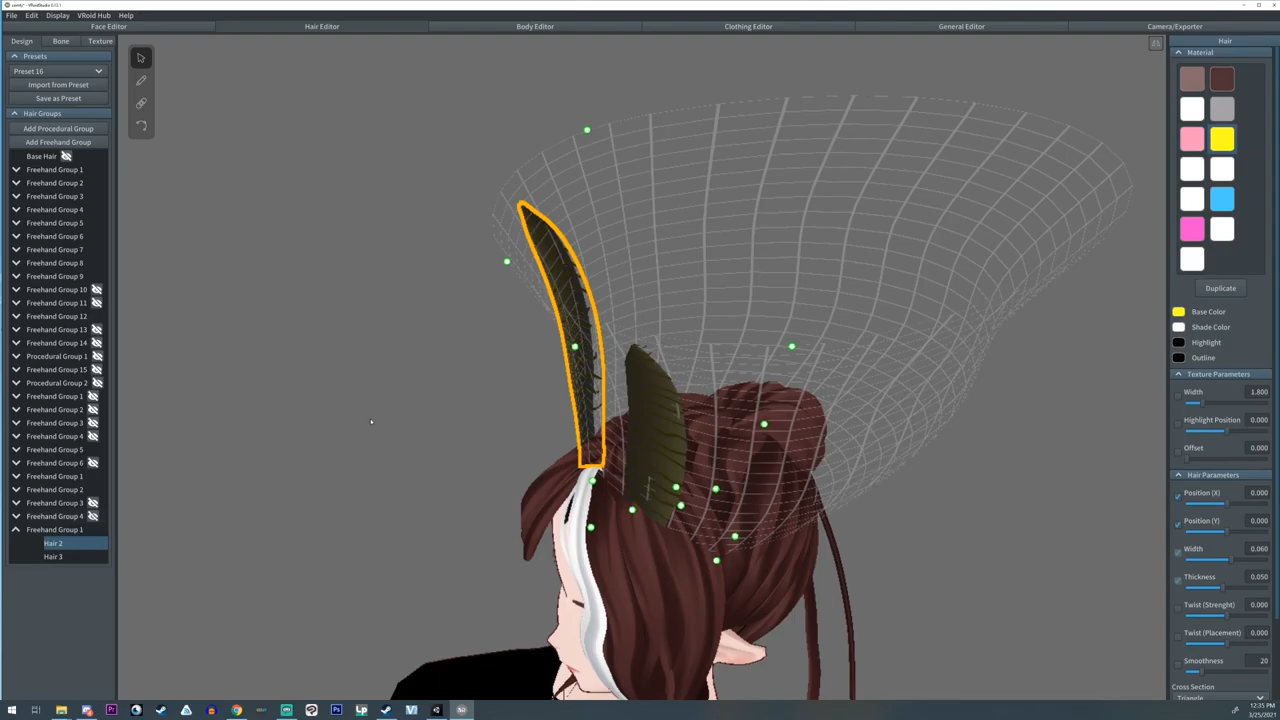 File Edit Display VRoid Hub Help
Face Editor Hair Editor Body Editor Clothing Editor General Editor Camera/Exporter
Design Bone Texture
Presets
Preset 16
Import from Preset
Save as Preset
Hair Groups
Add Procedural Group
Add Freehand Group
Base Hair
Freehand Group 1
Freehand Group 2
Freehand Group 3
Freehand Group 4
Freehand Group 5
Freehand Group 6
Freehand Group 7
Freehand Group 8
Freehand Group 9
Freehand Group 10
Freehand Group 11
Freehand Group 12
Freehand Group 13
Freehand Group 14
Procedural Group 1
Freehand Group 15
Procedural Group 2
Freehand Group 1
Freehand Group 2
Freehand Group 3
Freehand Group 4
Freehand Group 5
Freehand Group 6
Freehand Group 1
Freehand Group 2
Freehand Group 3
Freehand Group 4
Freehand Group 1
Hair 2
Hair 3
Hair
Material
Duplicate
Base Color
Shade Color
Highlight
Outline
Texture Parameters
Width 1.800
Highlight Position 0.000
Offset 0.000
Hair Parameters
Position (X) 0.000
Position (Y) 0.000
Width 0.060
Thickness 0.050
Twist (Strenght) 0.000
Twist (Placement) 0.000
Smoothness 20
Cross Section
Triangle
12:35 PM
3/25/2021